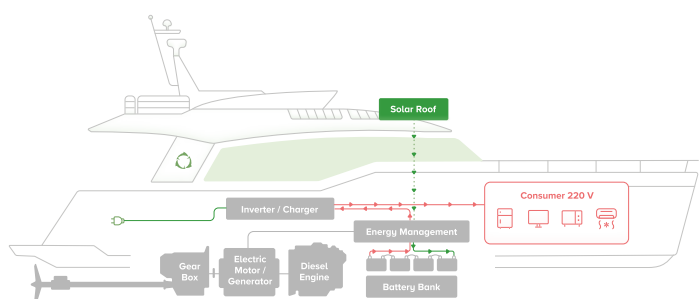 Solar Roof
Consumer 220 V
Inverter / Charger
Energy Management
Gear
Box
Electric
Motor /
Generator
Diesel
Engine
Battery Bank